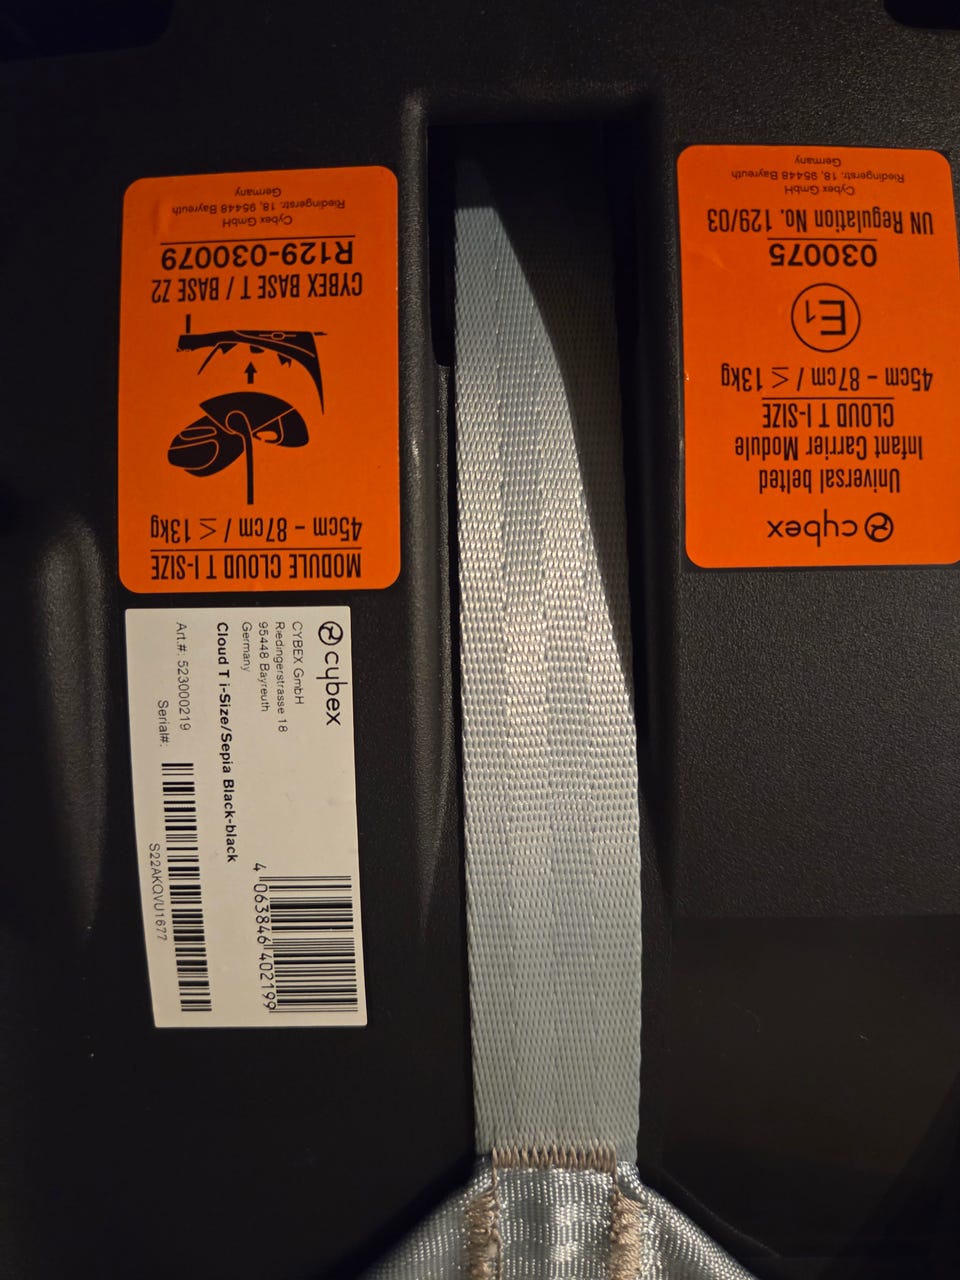 MODULE CLOUD T I-SIZE
45cm – 87cm / ≤ 13kg
CYBEX BASE T / BASE Z2
R129-030079
Cybex GmbH
Riedingerstr. 18, 95448 Bayreuth
Germany
cybex
Universal belted
Infant Carrier Module
CLOUD T I-SIZE
45cm – 87cm / ≤ 13kg
E1
030075
UN Regulation No. 129/03
Cybex GmbH
Riedingerstr. 18, 95448 Bayreuth
Germany
cybex
CYBEX GmbH
Riedingerstrasse 18
95448 Bayreuth
Germany
Cloud T i-Size/Sepia Black-black
Art.#: 523000219
Serial#:
S22AKQVU1677
4 063846 402199